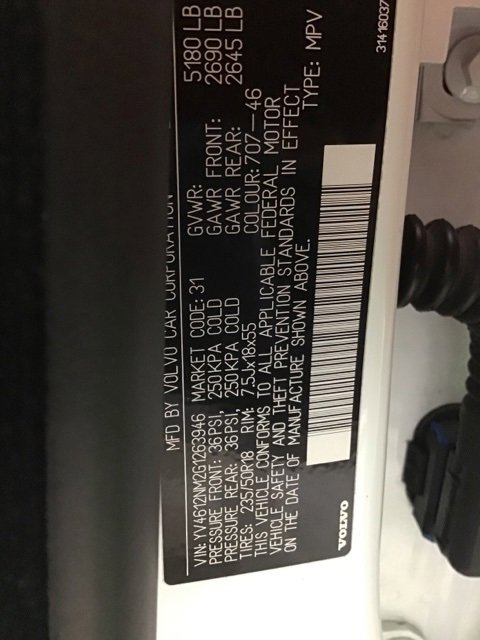 MFD BY VOLVO CAR CORPORATION
GVWR: 5180 LB
GAWR FRONT: 2690 LB
GAWR REAR: 2645 LB
VIN: YV4612NM2G1263946 MARKET CODE: 31
COLOUR: 707—46
PRESSURE FRONT: 36PSI, 250KPA COLD
PRESSURE REAR: 36PSI, 250KPA COLD
TIRES: 235/50R18 RIM: 7.5Jx18x55
TYPE: MPV
THIS VEHICLE CONFORMS TO ALL APPLICABLE FEDERAL MOTOR
VEHICLE SAFETY AND THEFT PREVENTION STANDARDS IN EFFECT
ON THE DATE OF MANUFACTURE SHOWN ABOVE.
VOLVO
31416037